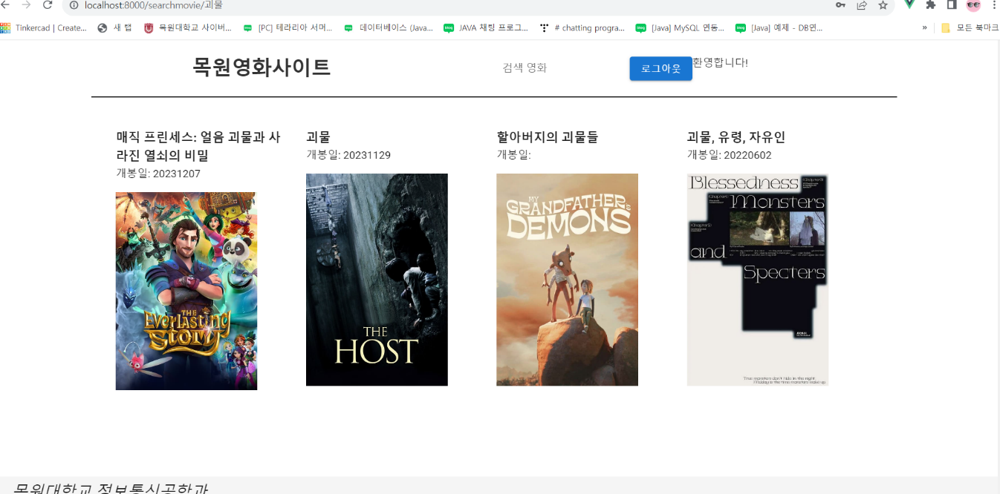 localhost:8000/searchmovie/괴물
Tinkercad | Create...
새 탭
목원대학교 사이버...
[PC] 테라리아 서머...
데이터베이스 (Java...
JAVA 채팅 프로그...
# chatting progra...
[Java] MySQL 연동...
[Java] 예제 - DB연...
»
모든 북마크
목원영화사이트
검색 영화
로그아웃
환영합니다!
매직 프린세스: 얼음 괴물과 사
라진 열쇠의 비밀
개봉일: 20231207
THE
Everlasting
Story
괴물
개봉일: 20231129
THE
HOST
할아버지의 괴물들
개봉일:
MY
GRANDFATHER's
DEMONS
괴물, 유령, 자유인
개봉일: 20220602
Blessedness
Monsters
and
Specters
True monsters don't hide in the night
목원대학교 정보통신공학과